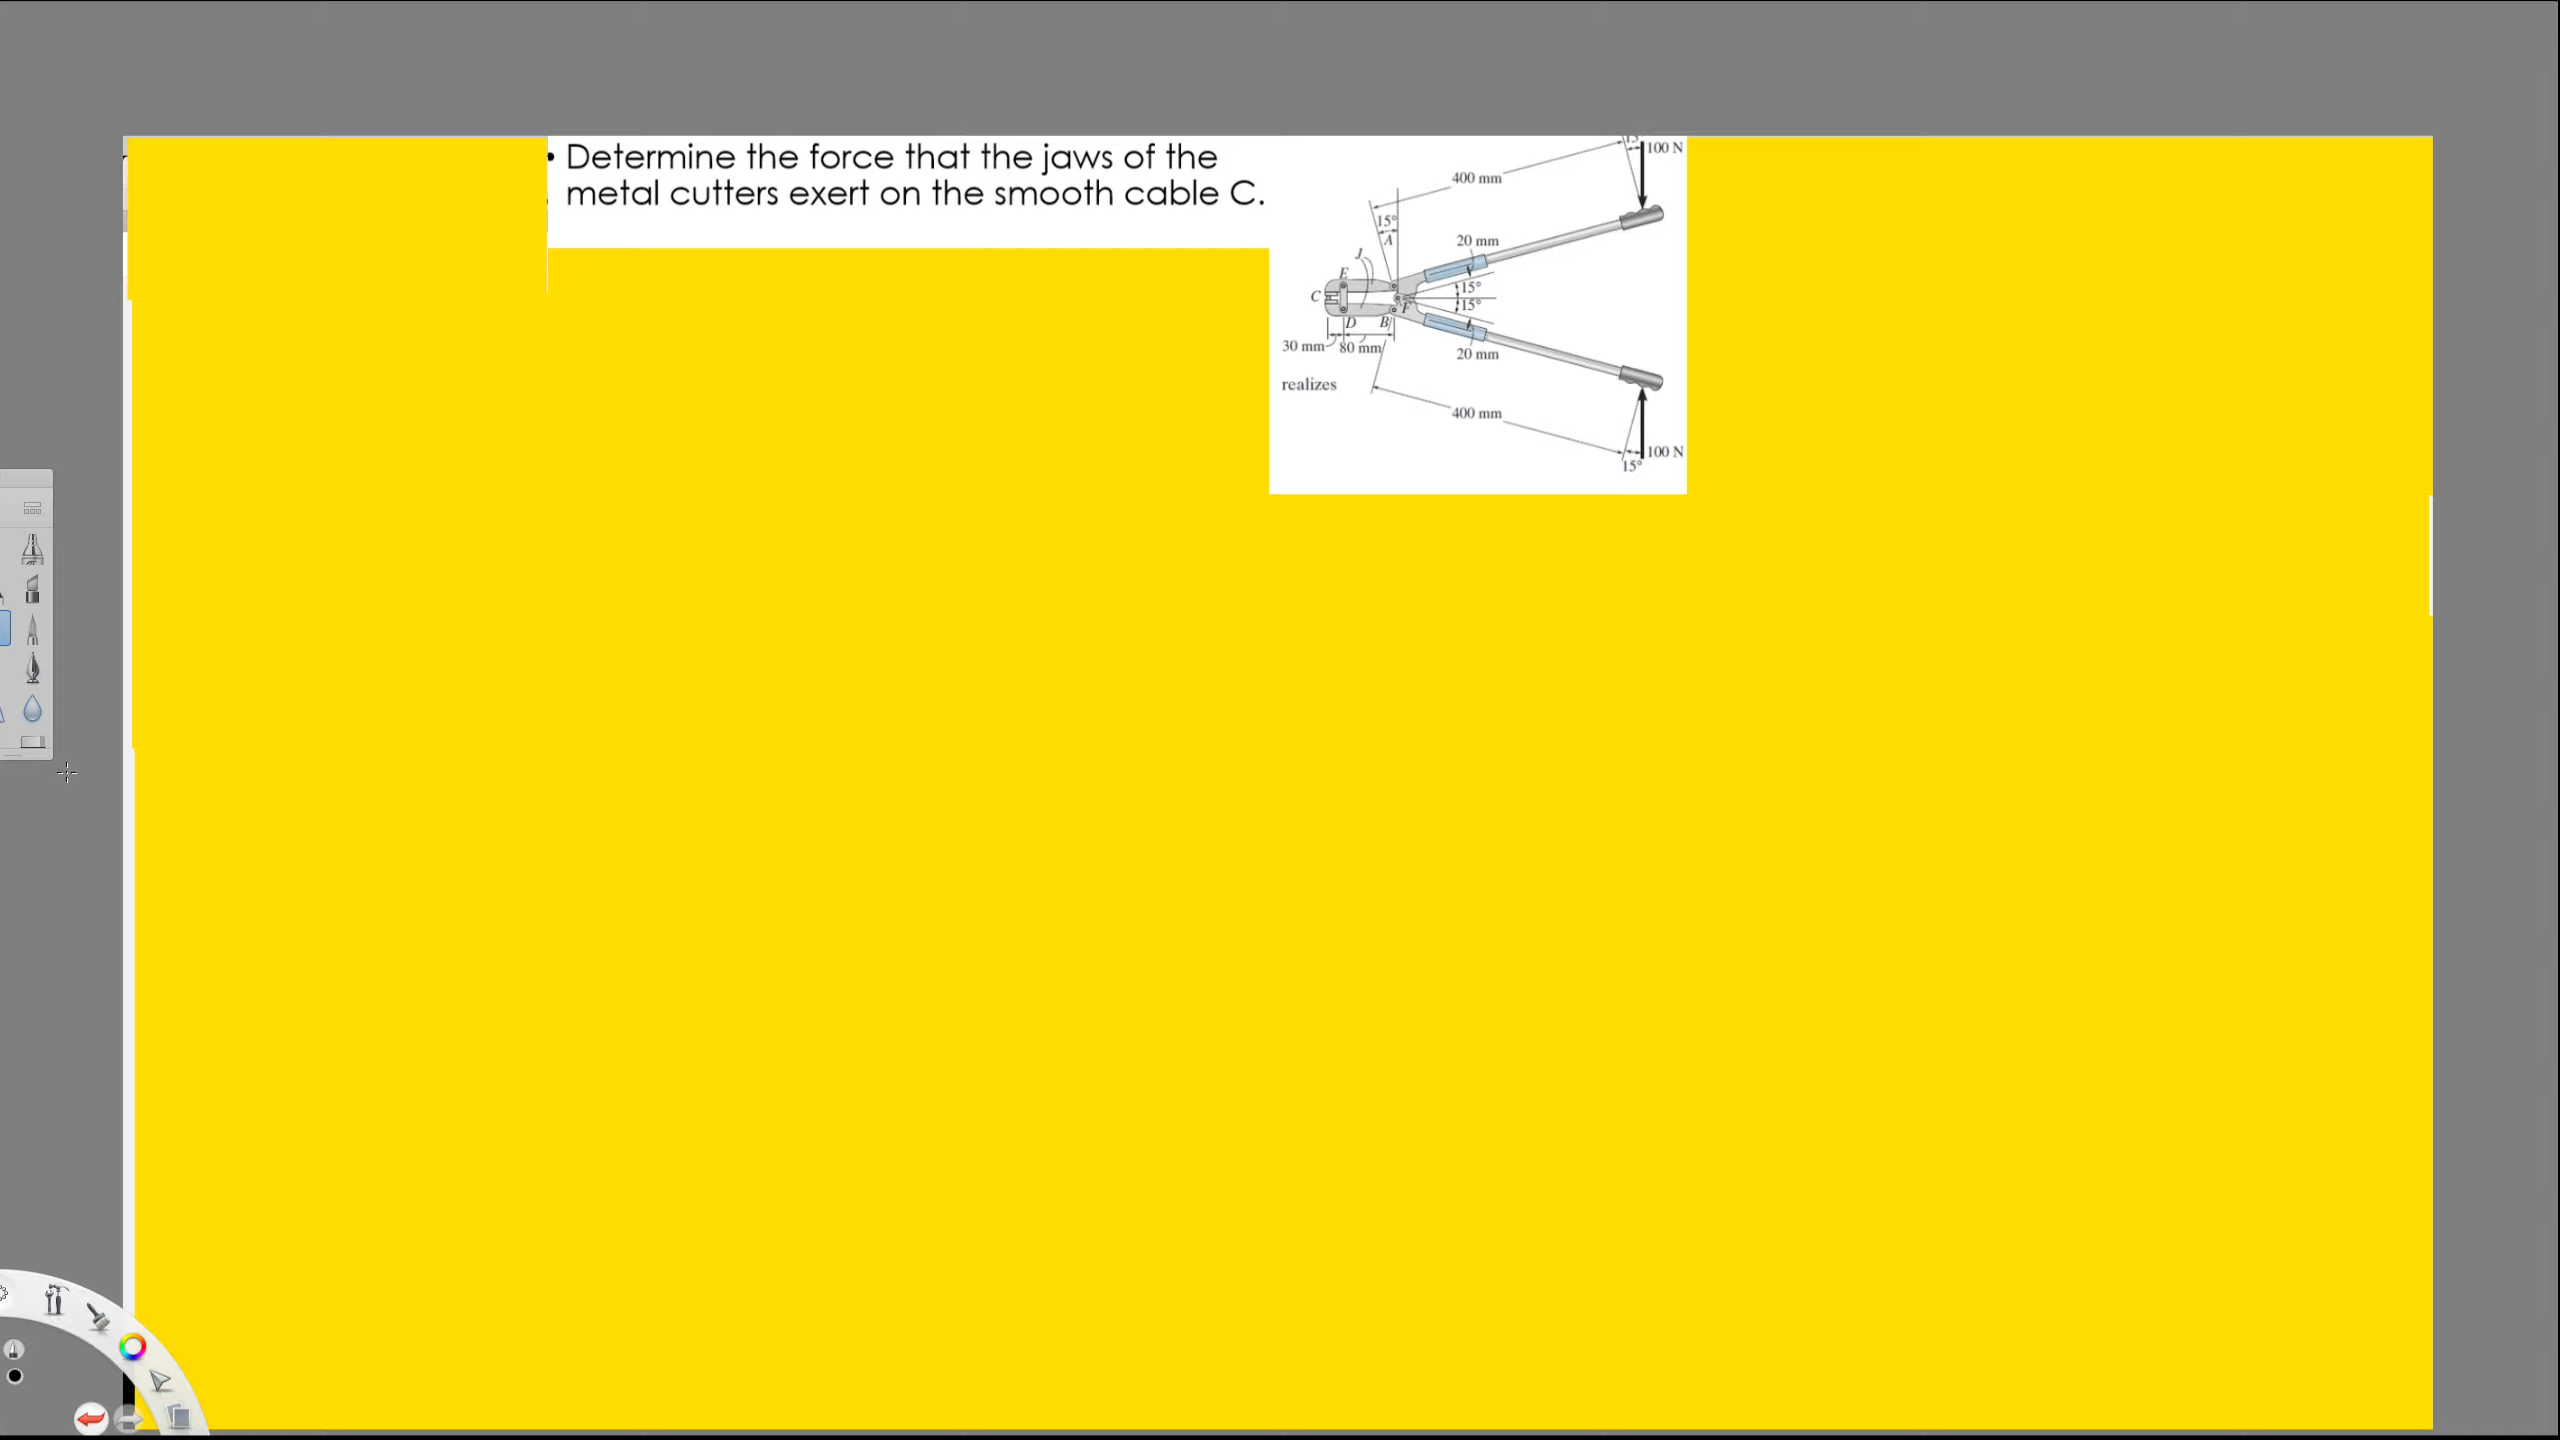 • Determine the force that the jaws of the
metal cutters exert on the smooth cable C.
100 N
400 mm
15°
A
20 mm
J
E
15°
C
15°
F
D
B
30 mm
80 mm
20 mm
realizes
400 mm
100 N
15°